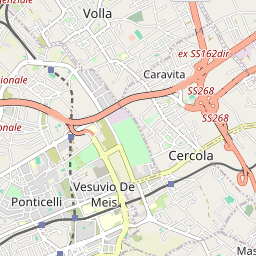 Volla
ex SS162dir
Caravita
SS268
SS268
Cercola
Vesuvio De
Meis
Ponticelli